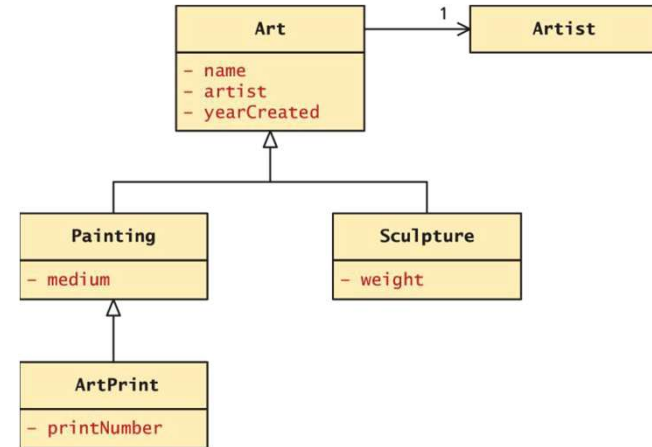 Art
1
Artist
– name
– artist
– yearCreated
Painting
– medium
Sculpture
– weight
ArtPrint
– printNumber